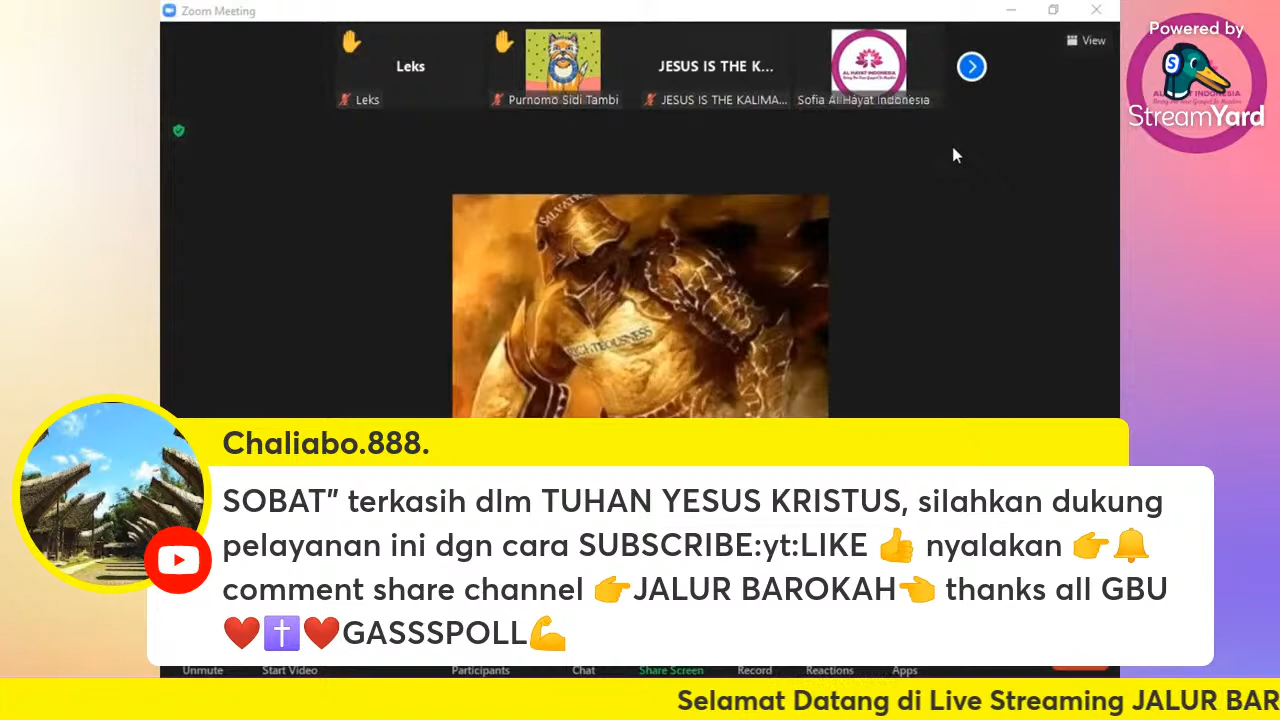 Zoom Meeting
Powered by
StreamYard
View
Leks
JESUS IS THE K...
Leks
Purnomo Sidi Tambi
JESUS IS THE KALIMA...
Sofia Al Hayat Indonesia
AL HAYAT INDONESIA
RIGHTEOUSNESS
Chaliabo.888.
SOBAT” terkasih dlm TUHAN YESUS KRISTUS, silahkan dukung
pelayanan ini dgn cara SUBSCRIBE:yt:LIKE 👍 nyalakan 👉🔔
comment share channel 👉JALUR BAROKAH👈 thanks all GBU
❤️✝️❤️GASSSPOLL💪
Unmute
Start Video
Participants
Chat
Share Screen
Record
Reactions
Apps
Selamat Datang di Live Streaming JALUR BAR